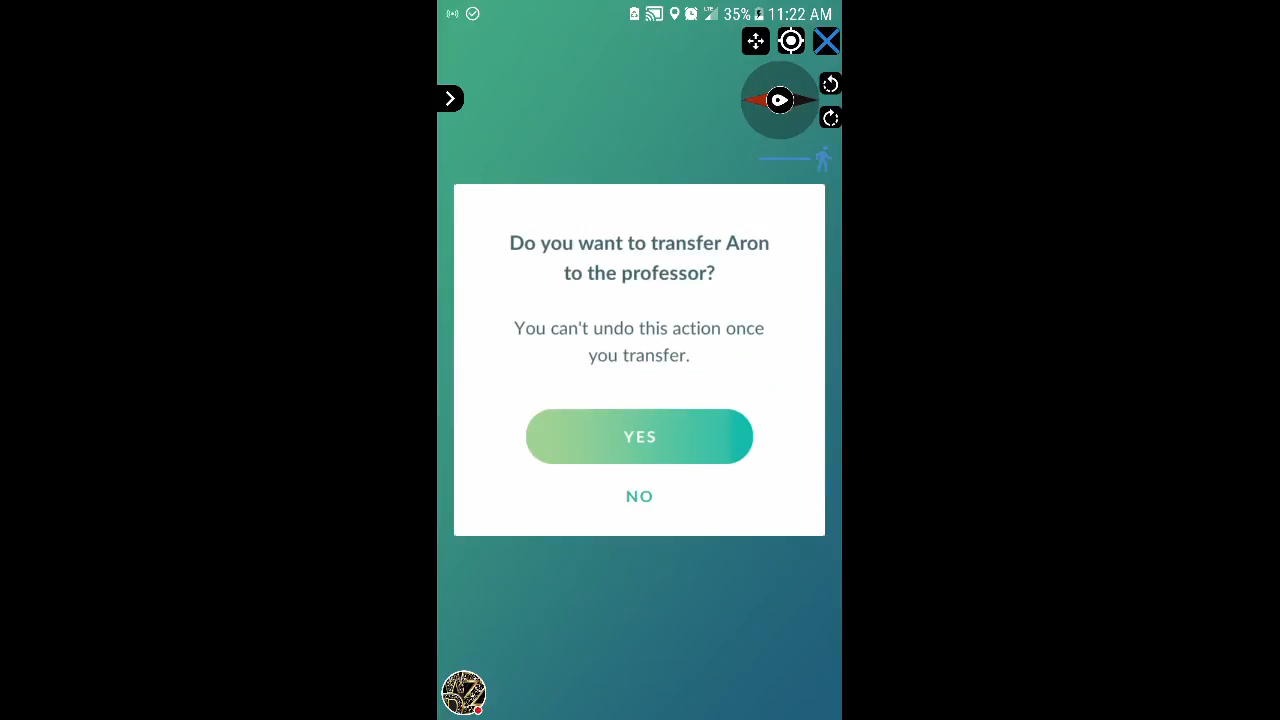 35% 11:22 AM
Do you want to transfer Aron
to the professor?
You can't undo this action once
you transfer.
YES
NO